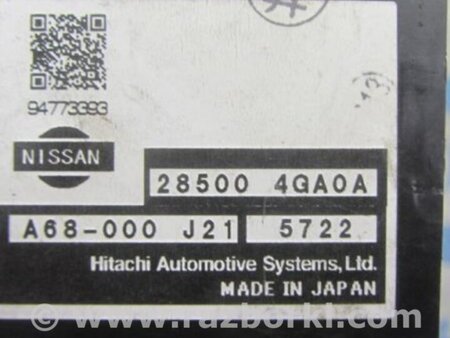 94773393
NISSAN
28500 4GA0A
A68-000 J21 5722
Hitachi Automotive Systems, Ltd.
MADE IN JAPAN
© www.razborki.com